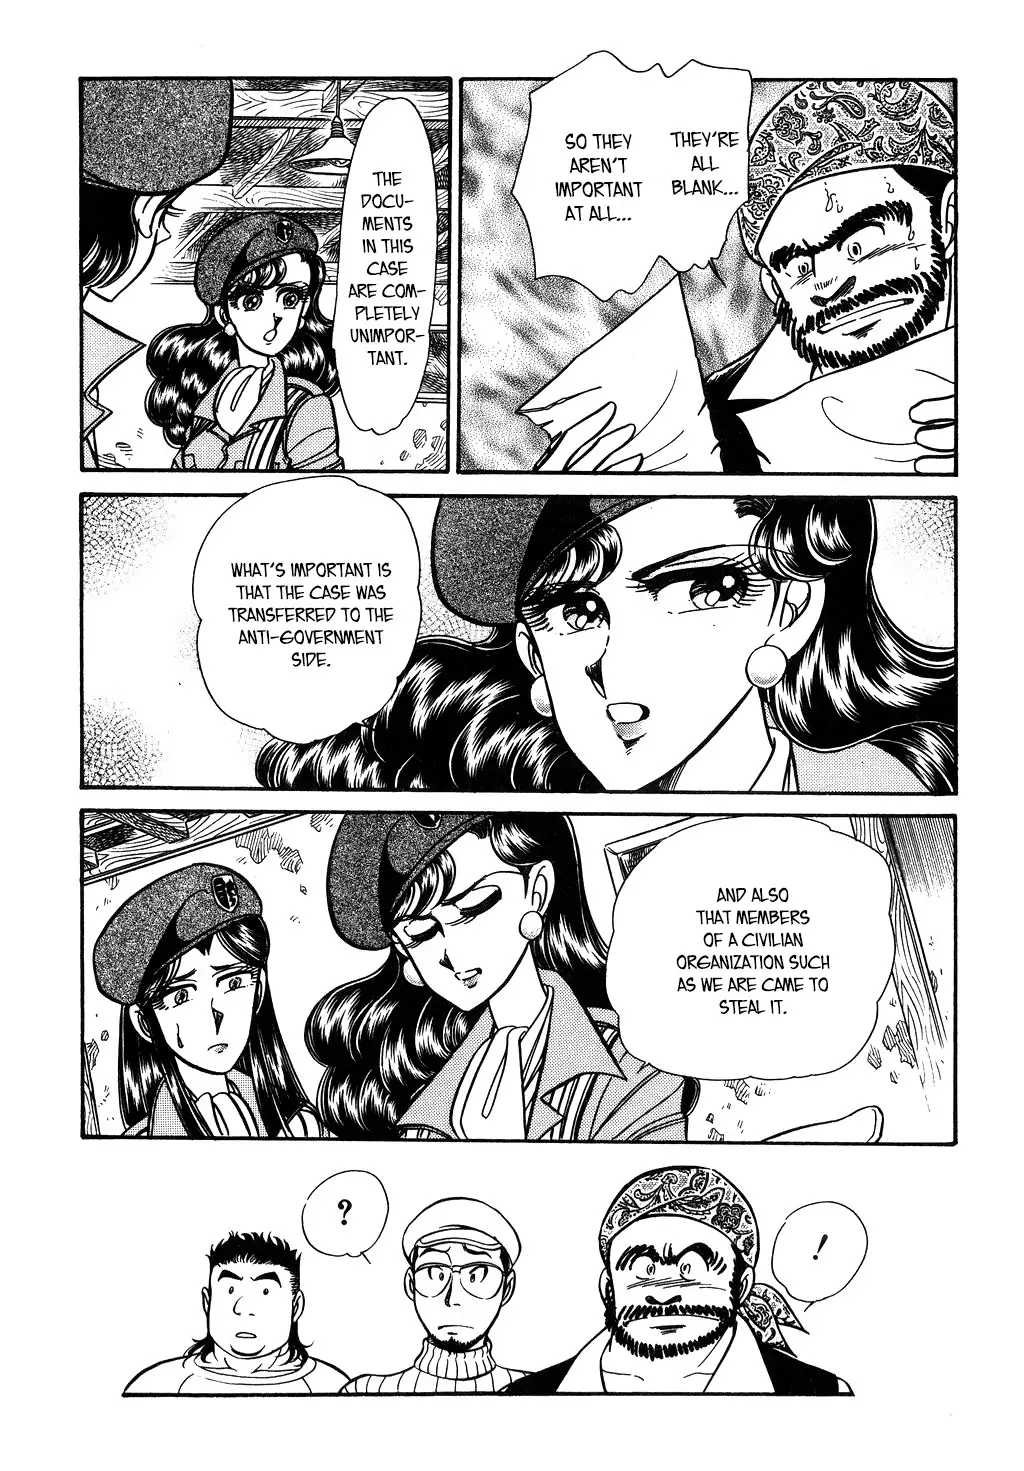 THEY'RE
ALL
BLANK...
SO THEY
AREN'T
IMPORTANT
AT ALL...
THE
DOCU-
MENTS
IN THIS
CASE
ARE COM-
PLETELY
UNIMPOR-
TANT.
WHAT'S IMPORTANT IS
THAT THE CASE WAS
TRANSFERRED TO THE
ANTI-GOVERNMENT
SIDE.
AND ALSO
THAT MEMBERS
OF A CIVILIAN
ORGANIZATION SUCH
AS WE ARE CAME TO
STEAL IT.
!
?